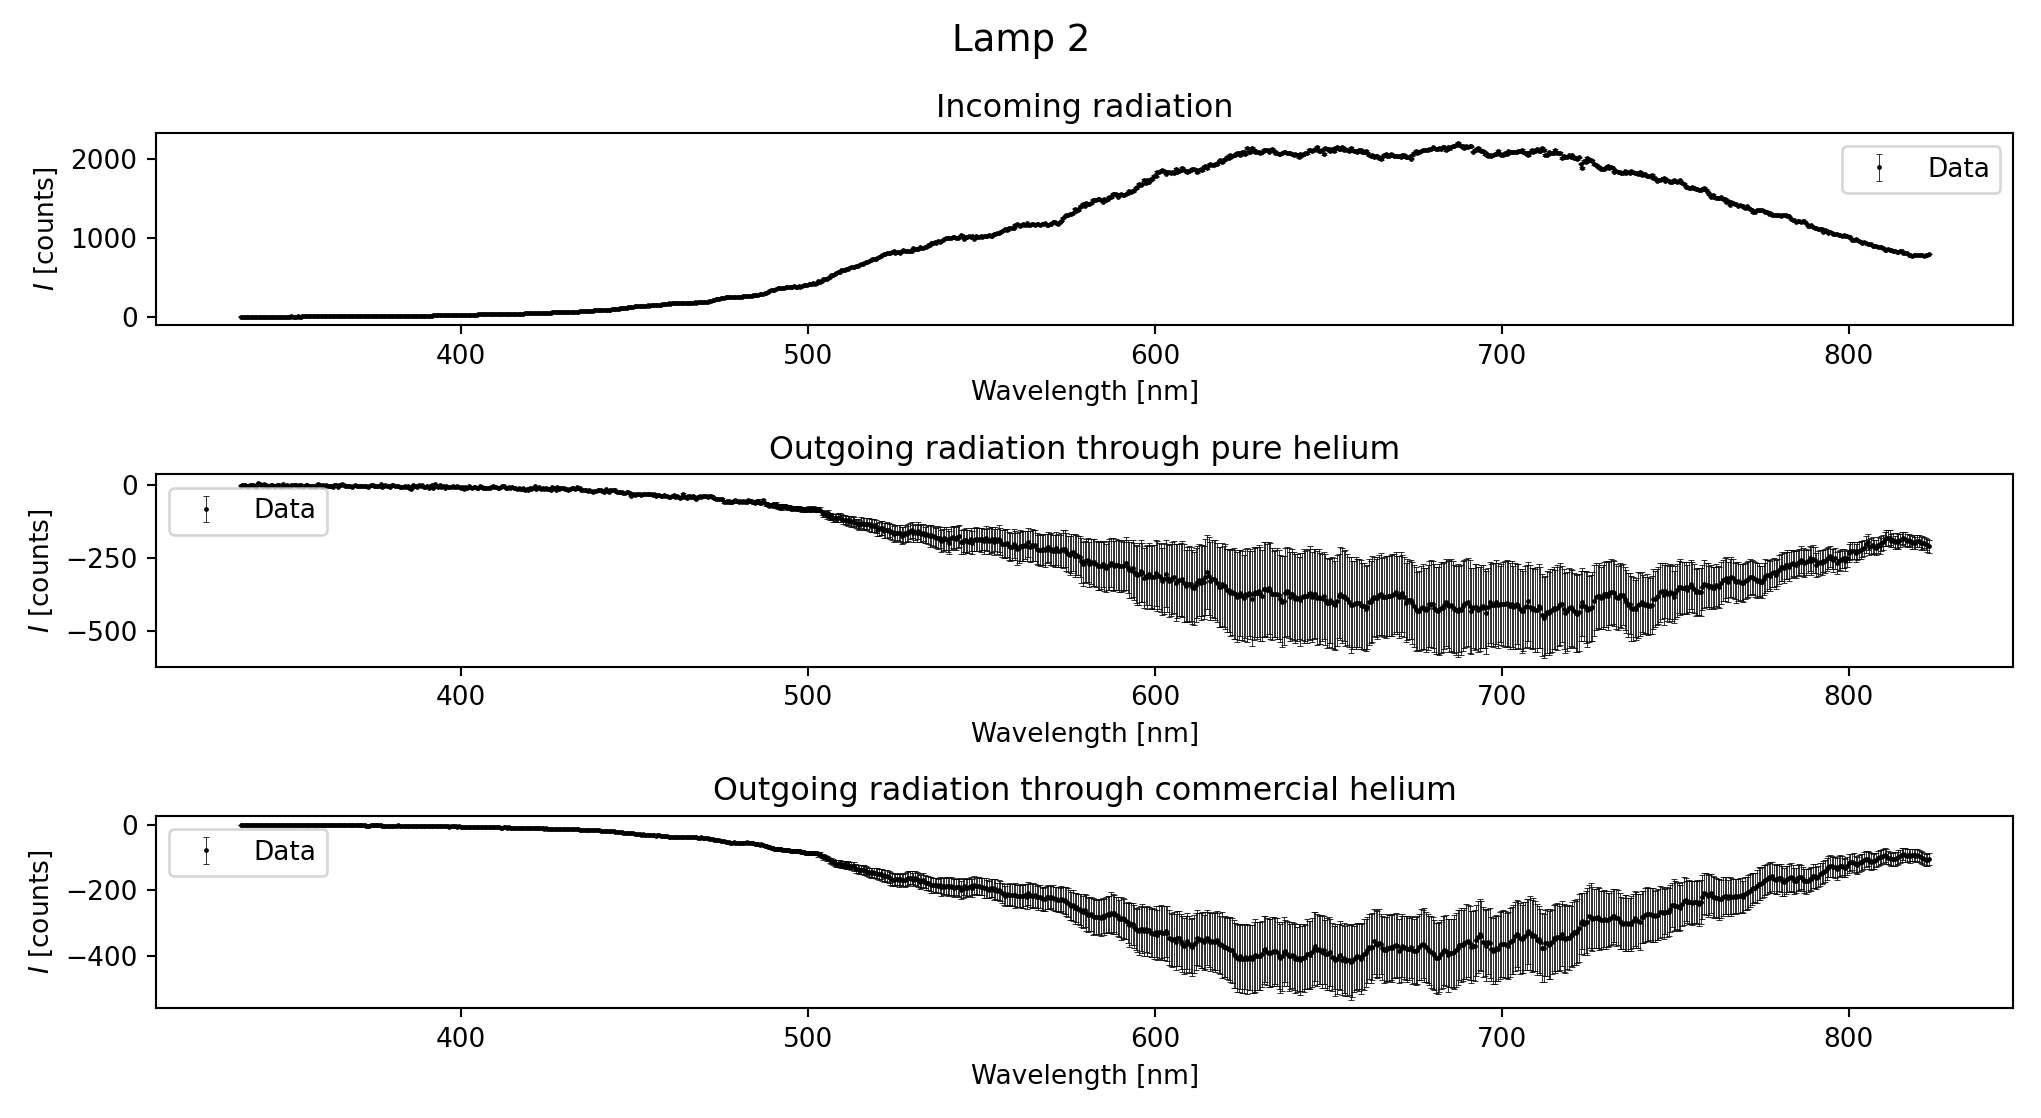 Lamp 2
Incoming radiation
I [counts]
2000
1000
0
Data
400 500 600 700 800
Wavelength [nm]
Outgoing radiation through pure helium
I [counts]
0
−250
−500
Data
400 500 600 700 800
Wavelength [nm]
Outgoing radiation through commercial helium
I [counts]
0
−200
−400
Data
400 500 600 700 800
Wavelength [nm]